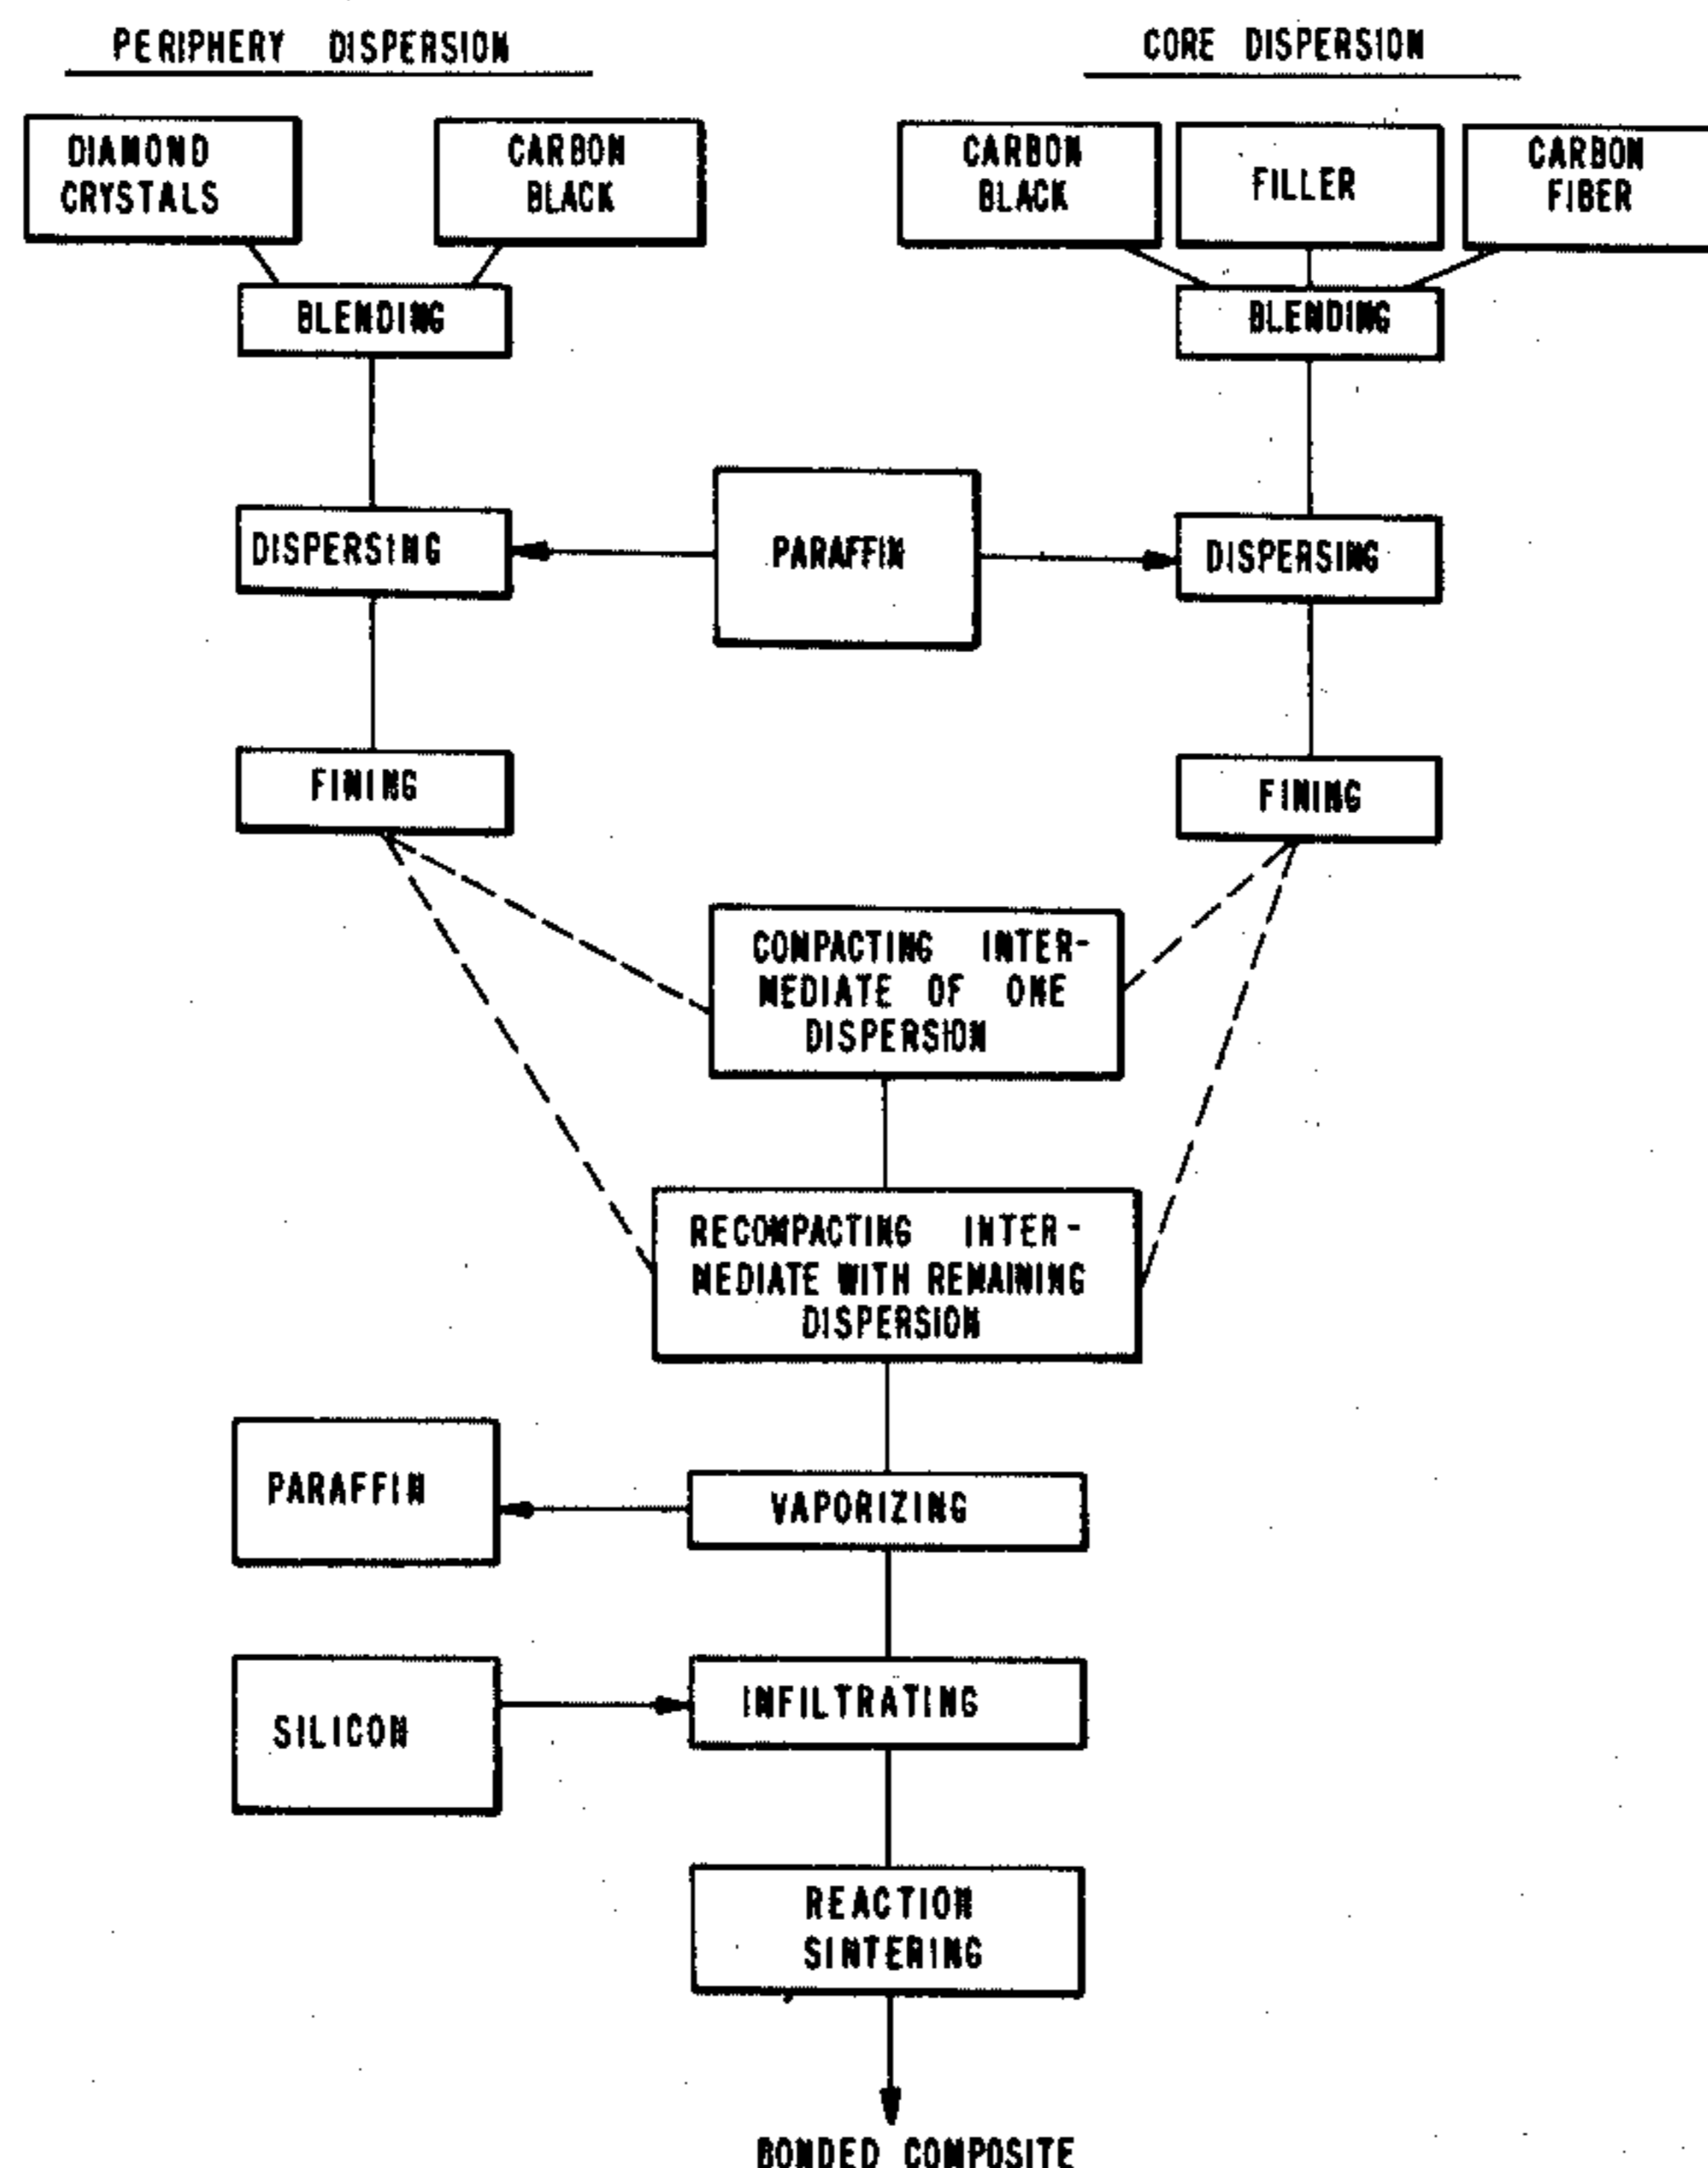 PERIPHERY DISPERSION
CORE DISPERSION
DIAMOND
CRYSTALS
CARBON
BLACK
CARBON
BLACK
FILLER
CARBON
FIBER
BLENDING
BLENDING
DISPERSING
PARAFFIN
DISPERSING
FINING
FINING
COMPACTING INTER-
MEDIATE OF ONE
DISPERSION
RECOMPACTING INTER-
MEDIATE WITH REMAINING
DISPERSION
PARAFFIN
VAPORIZING
SILICON
INFILTRATING
REACTION
SINTERING
BONDED COMPOSITE